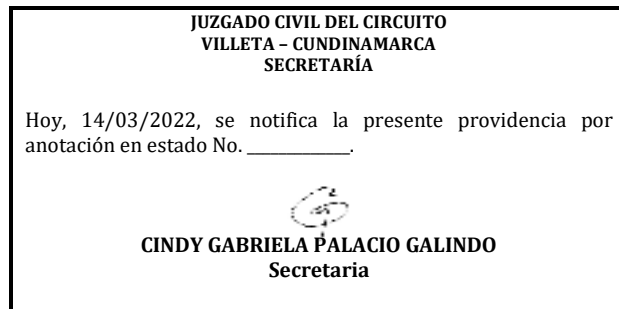 JUZGADO CIVIL DEL CIRCUITO
VILLETA – CUNDINAMARCA
SECRETARÍA
Hoy, 14/03/2022, se notifica la presente providencia por
anotación en estado No. _____________.
CINDY GABRIELA PALACIO GALINDO
Secretaria